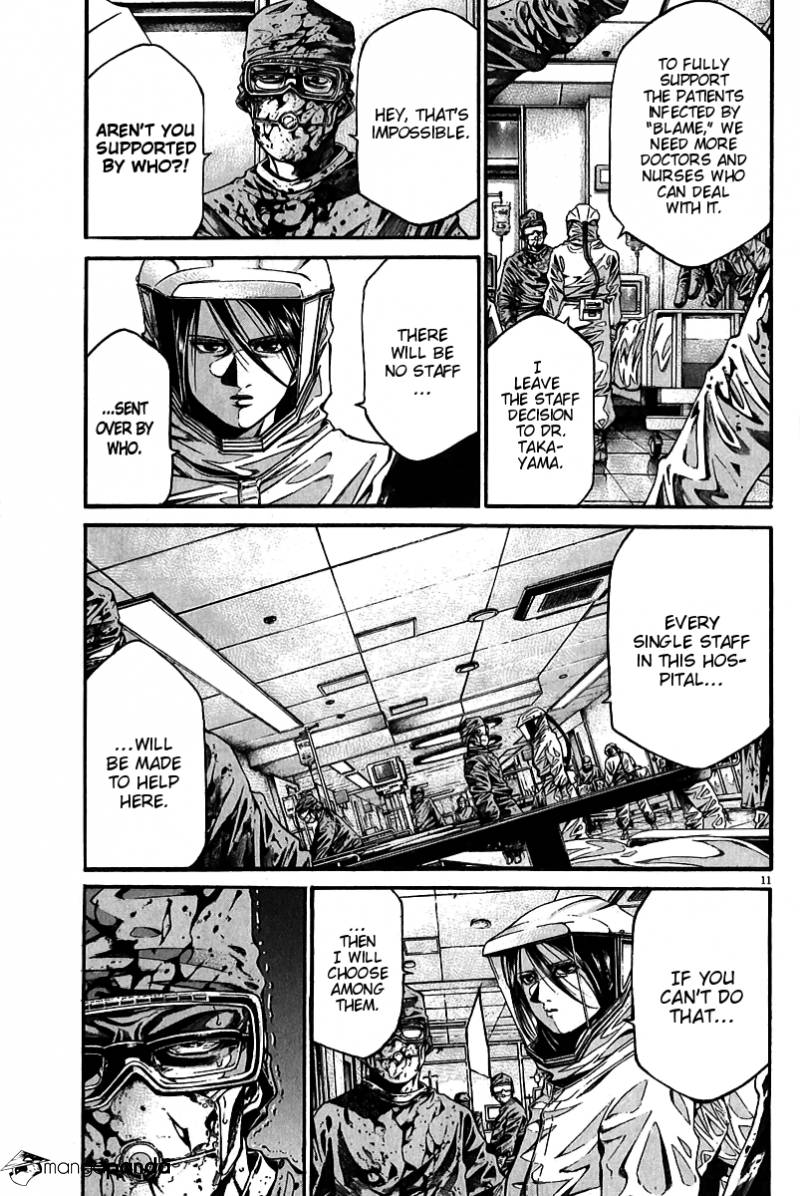 TO FULLY
SUPPORT
THE PATIENTS
INFECTED BY
"BLAME," WE
NEED MORE
DOCTORS AND
NURSES WHO
CAN DEAL
WITH IT.
I
LEAVE
THE STAFF
DECISION
TO DR.
TAKA-
YAMA.
HEY, THAT'S
IMPOSSIBLE.
AREN'T YOU
SUPPORTED
BY WHO?!
THERE
WILL BE
NO STAFF
...
...SENT
OVER BY
WHO.
EVERY
SINGLE STAFF
IN THIS HOS-
PITAL...
...WILL
BE MADE
TO HELP
HERE.
11
IF YOU
CAN'T DO
THAT...
...
THEN
I WILL
CHOOSE
AMONG
THEM.
mangapanda